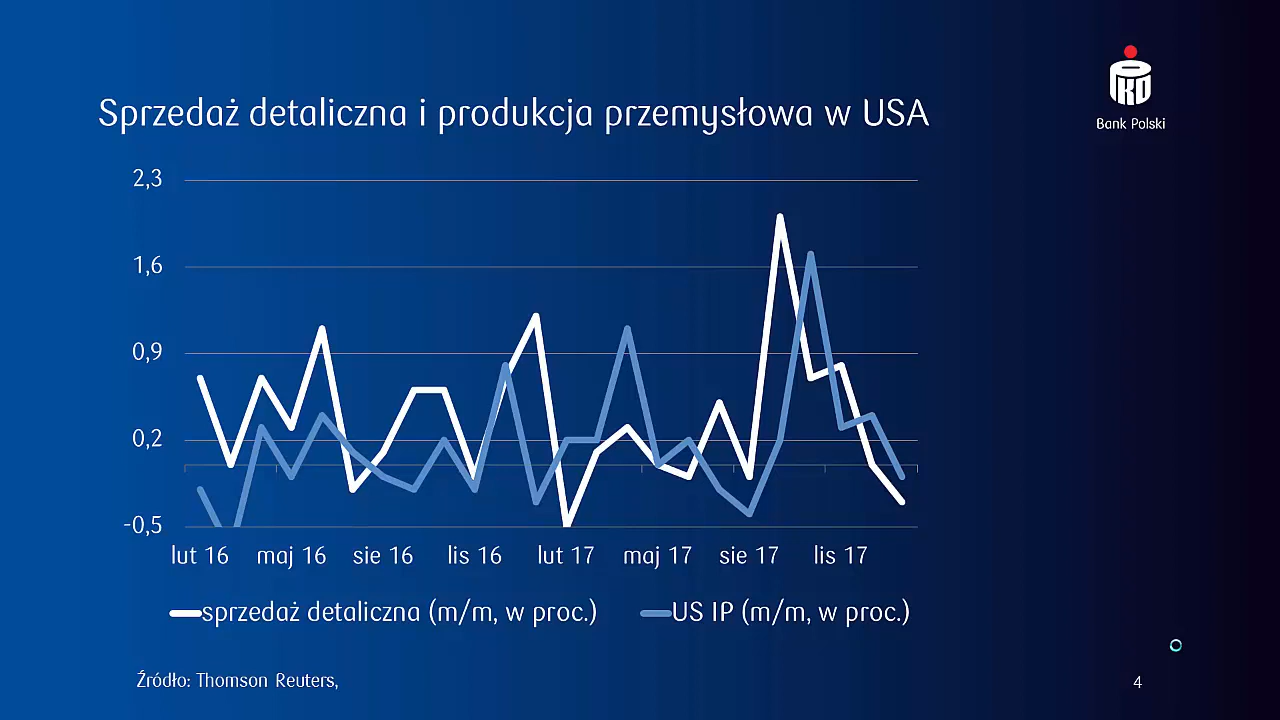 Sprzedaż detaliczna i produkcja przemysłowa w USA
PKO
Bank Polski
2,3
1,6
0,9
0,2
-0,5
lut 16 maj 16 sie 16 lis 16 lut 17 maj 17 sie 17 lis 17
sprzedaż detaliczna (m/m, w proc.) US IP (m/m, w proc.)
Źródło: Thomson Reuters,
4